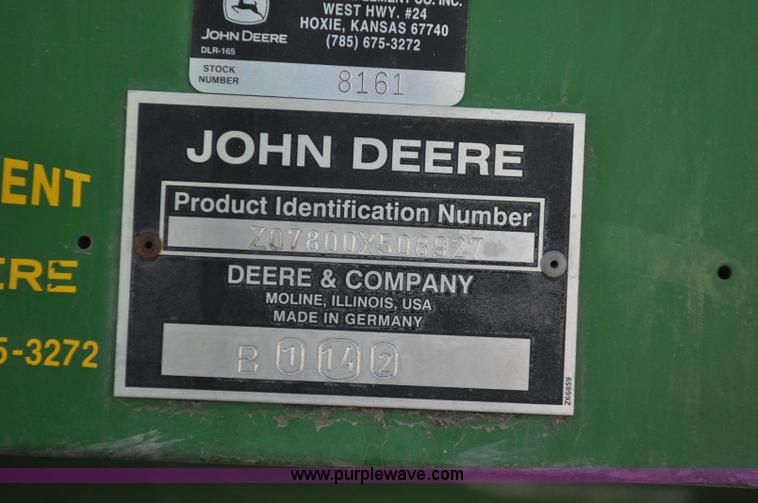 WEST HWY. #24
HOXIE, KANSAS 67740
(785) 675-3272
JOHN DEERE
DLR-165
STOCK
NUMBER
8161
JOHN DEERE
Product Identification Number
Z07800X506927
DEERE & COMPANY
MOLINE, ILLINOIS, USA
MADE IN GERMANY
B 1 14 2
Z66859
ENT
ERE
5-3272
www.purplewave.com